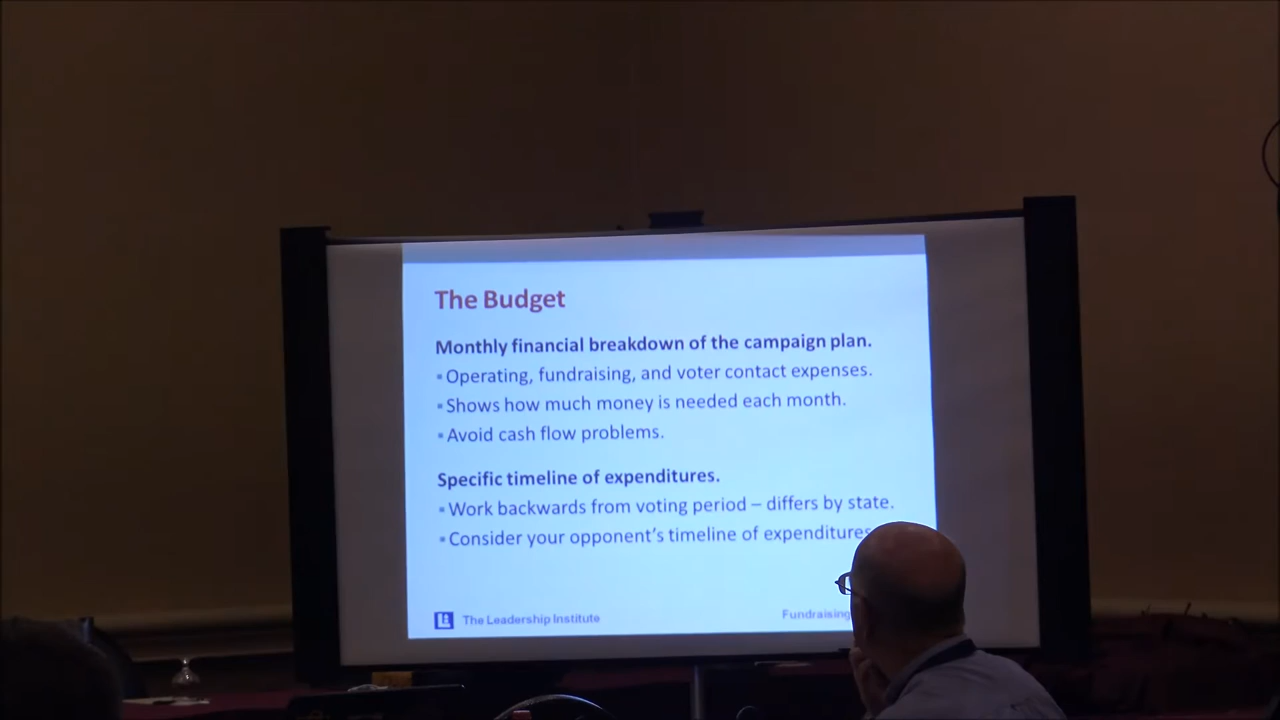 The Budget
Monthly financial breakdown of the campaign plan.
▪ Operating, fundraising, and voter contact expenses.
▪ Shows how much money is needed each month.
▪ Avoid cash flow problems.
Specific timeline of expenditures.
▪ Work backwards from voting period – differs by state.
▪ Consider your opponent's timeline of expenditures
The Leadership Institute
Fundraising